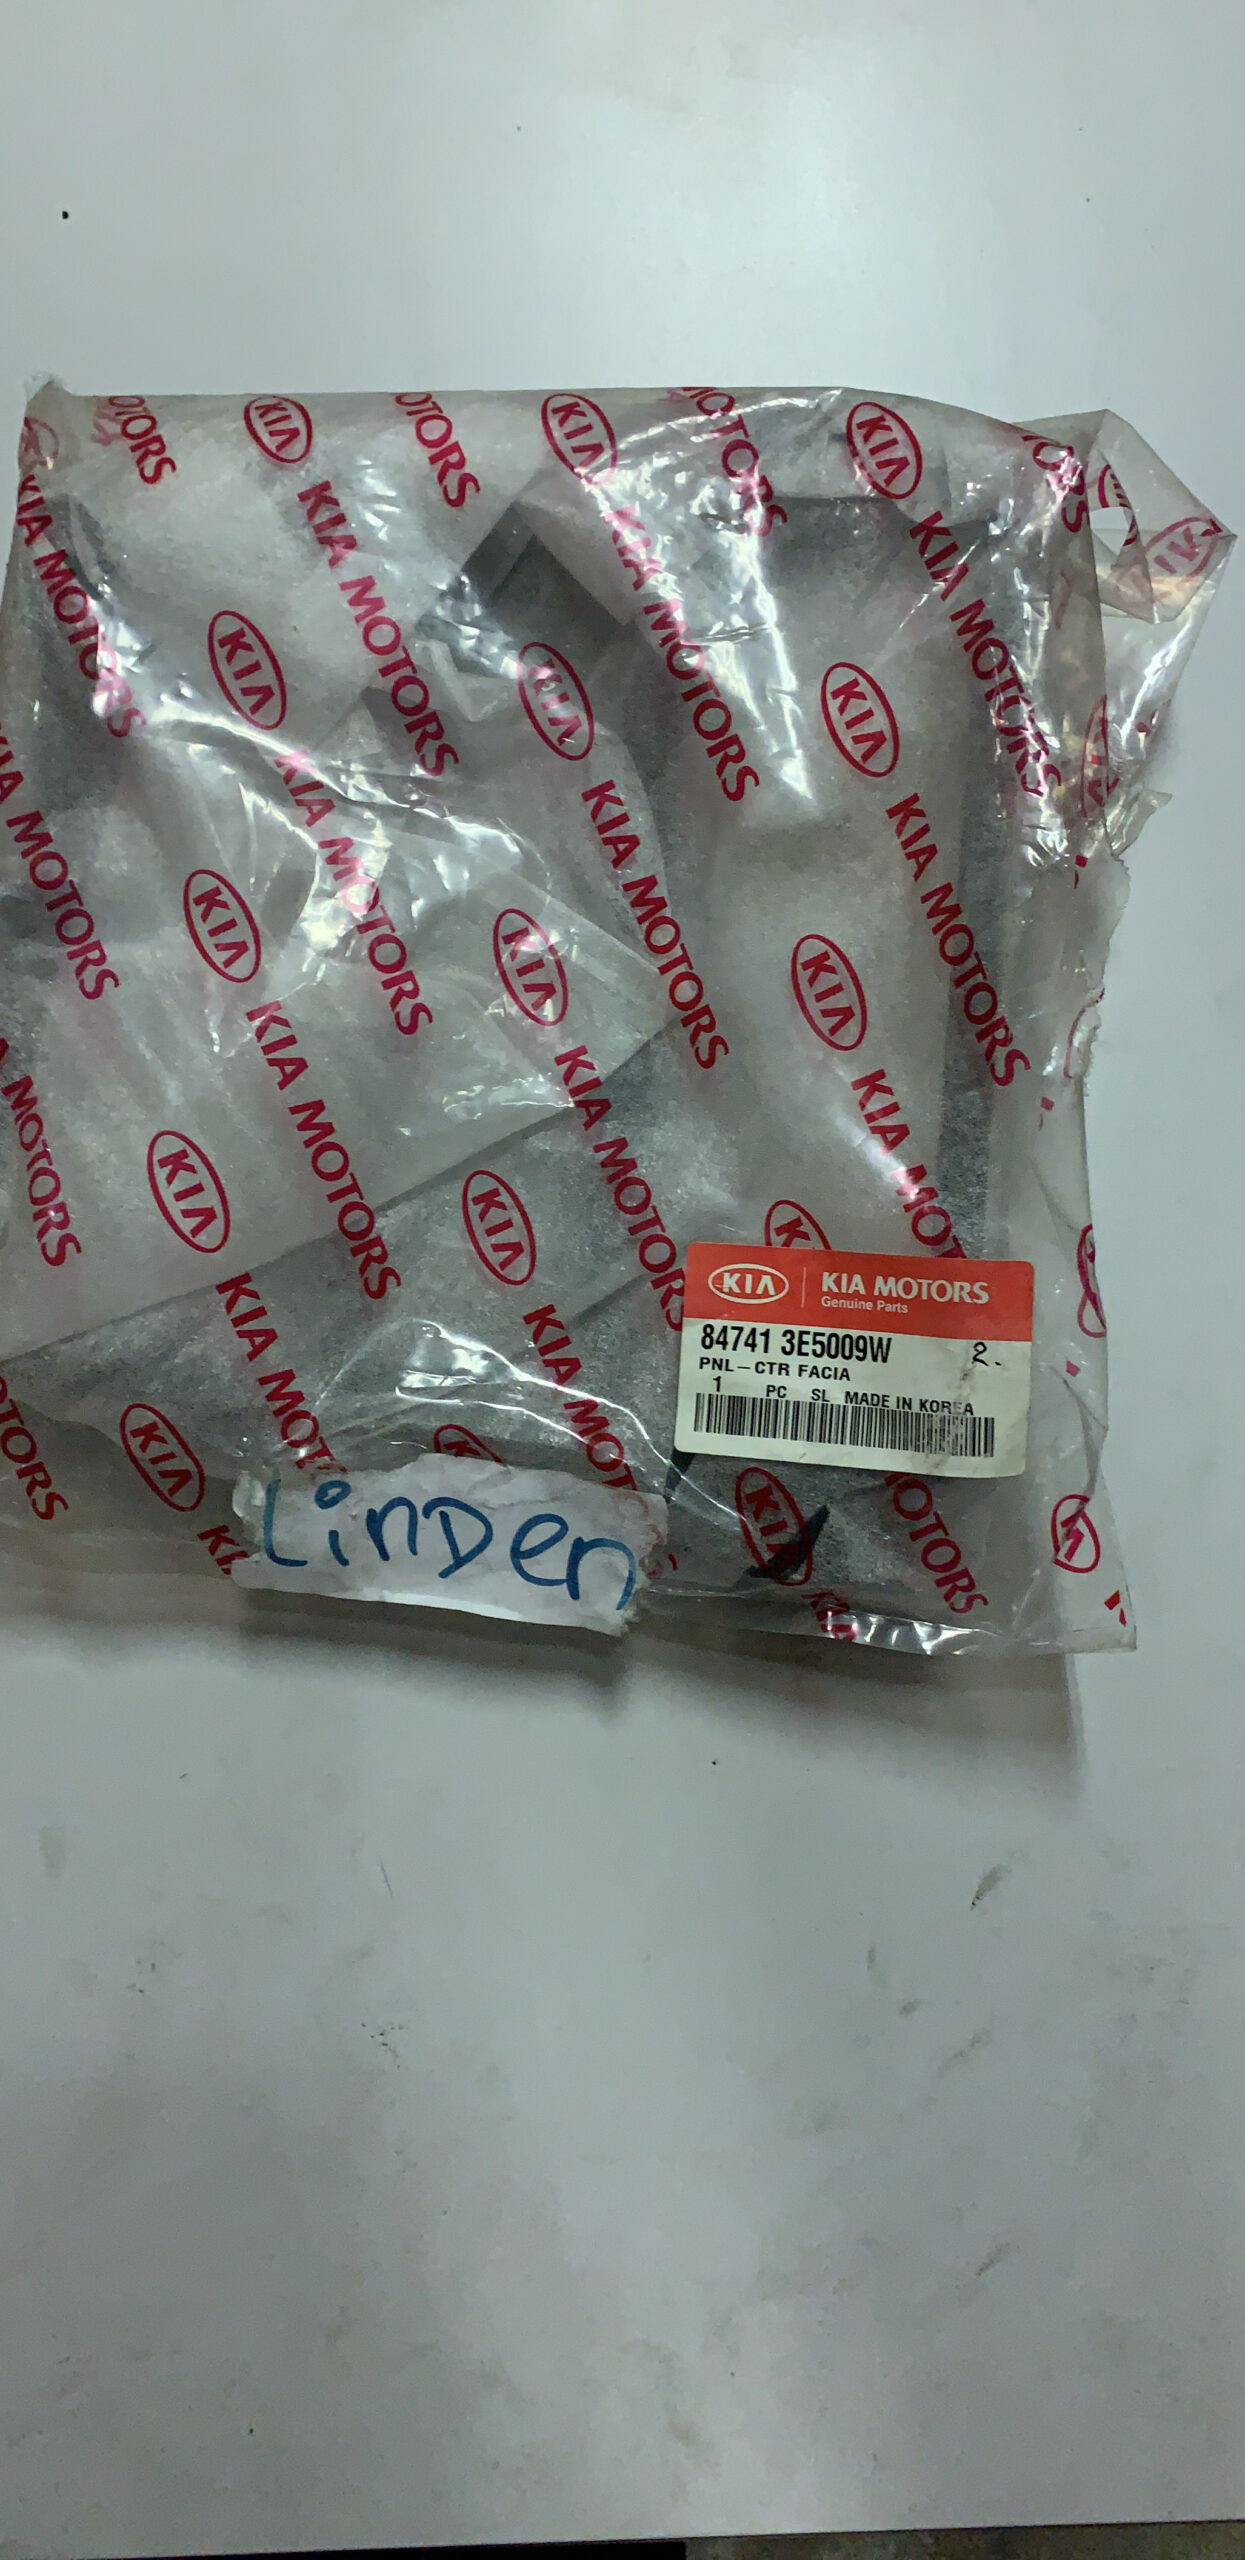 KIA MOTORS
KIA KIA MOTORS
Genuine Parts
84741 3E5009W 2.
PNL-CTR FACIA
1 PC SL MADE IN KOREA
LinDen